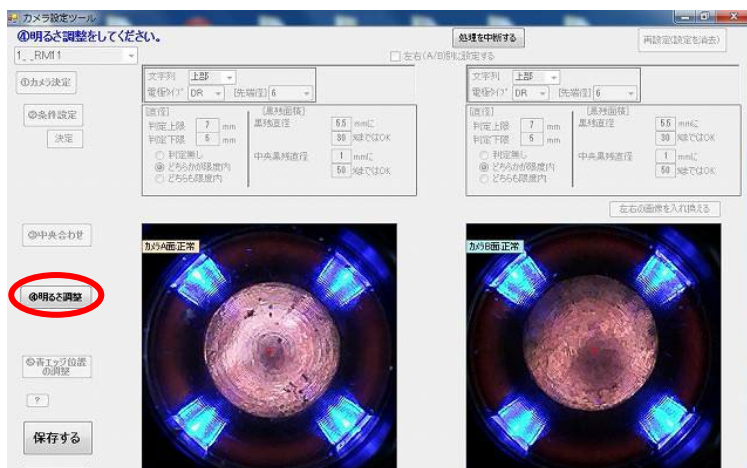 カメラ設定ツール
④明るさ調整をしてください。
処理を中断する
再設定(設定を消去)
1__RM11
左右(A/B)別に設定する
①カメラ決定
文字列 上部
電極タイプ DR [先端径] 6
文字列 上部
電極タイプ DR [先端径] 6
②条件設定
決定
[直径]
判定上限 7 mm
判定下限 5 mm
判定無し
どちらかが限度内
どちらも限度内
[黒残面積]
黒残直径 5.5 mmに
30 %まではOK
中央黒残直径 1 mmに
50 %まではOK
[直径]
判定上限 7 mm
判定下限 5 mm
判定無し
どちらかが限度内
どちらも限度内
[黒残面積]
黒残直径 5.5 mmに
30 %まではOK
中央黒残直径 1 mmに
50 %まではOK
左右の画像を入れ換える
③中央合わせ
カメラA面:正常
カメラB面:正常
④明るさ調整
⑤青エッジ位置
の調整
?
保存する